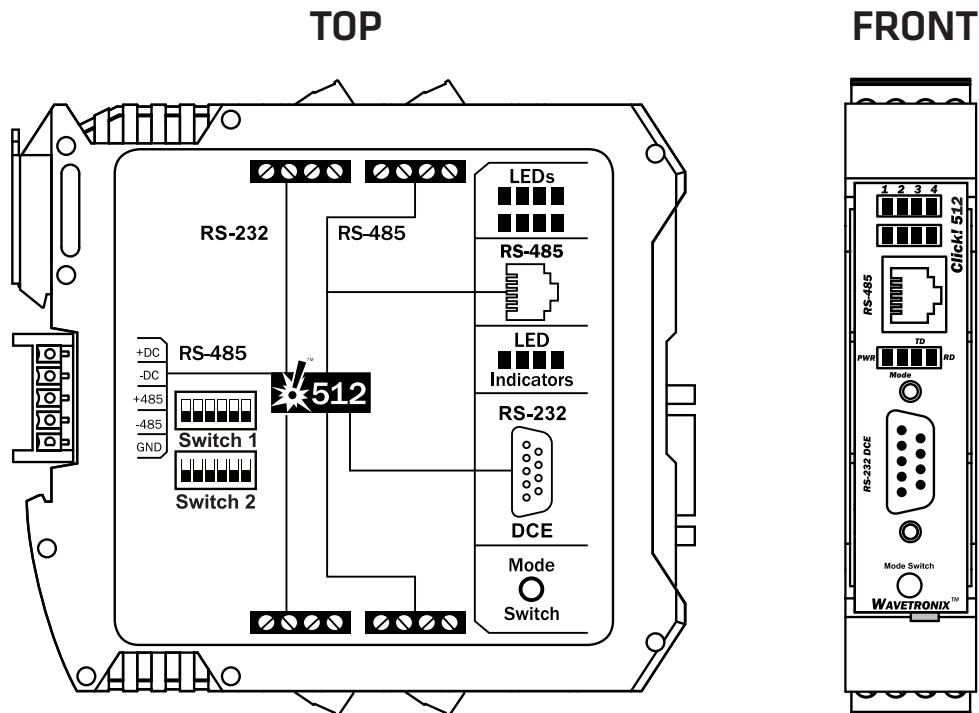 TOP
FRONT
LEDs
RS-232
RS-485
RS-485
LED
Indicators
+DC
-DC
+485
-485
GND
RS-485
™
512
Switch 1
Switch 2
RS-232
DCE
Mode
Switch
1 2 3 4
Click! 512
RS-485
TD
PWR
RD
Mode
RS-232 DCE
Mode Switch
WAVETRONIX™